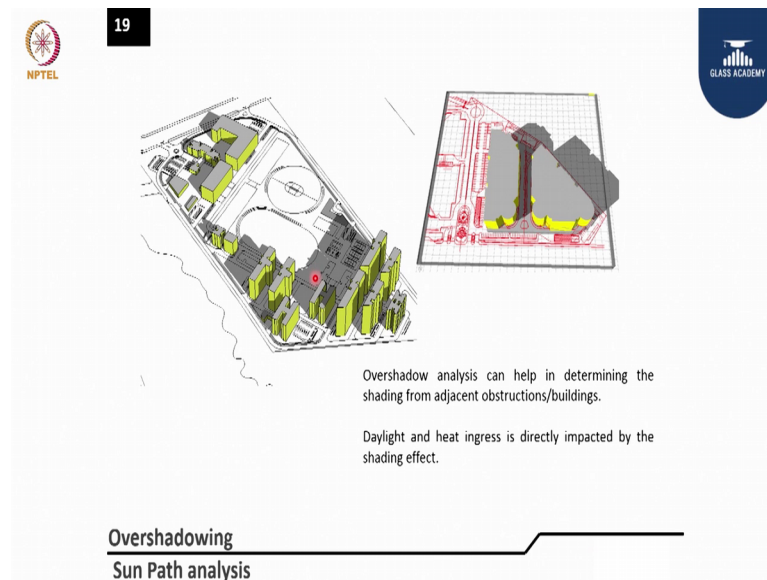 19
NPTEL
GLASS ACADEMY
Overshadow analysis can help in determining the
shading from adjacent obstructions/buildings.
Daylight and heat ingress is directly impacted by the
shading effect.
Overshadowing
Sun Path analysis